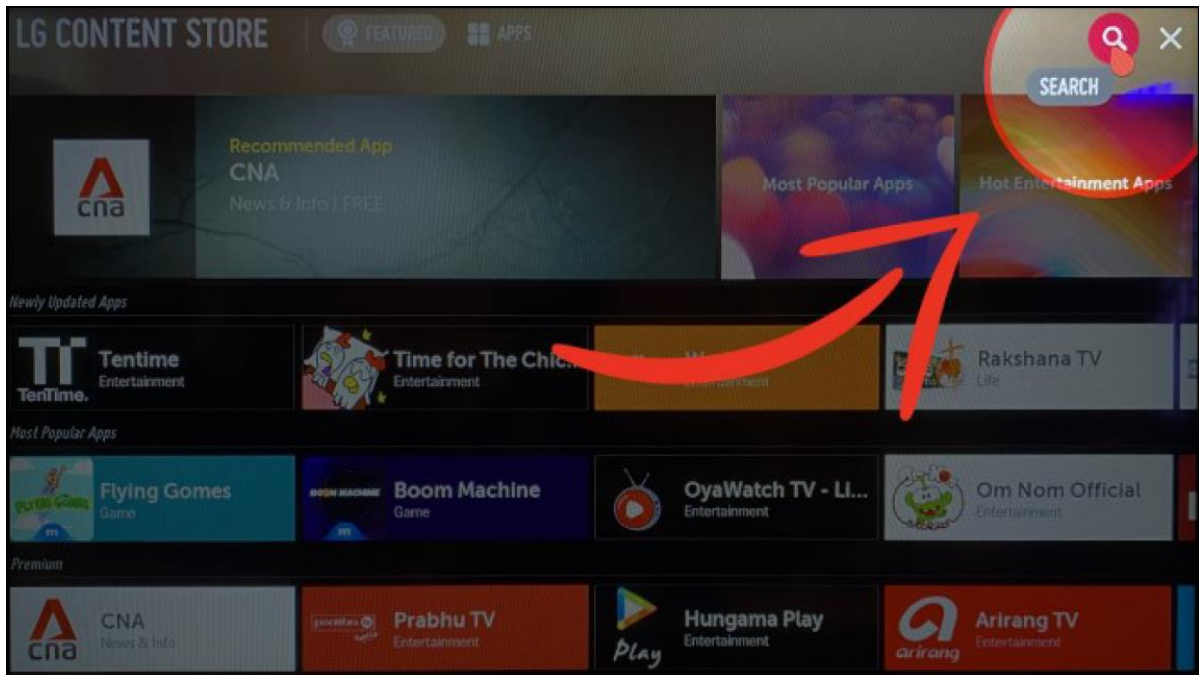 LG CONTENT STORE
FEATURED
APPS
SEARCH
Recommended App
CNA
News & Info | FREE
cna
Most Popular Apps
Hot Entertainment Apps
Newly Updated Apps
TenTime.
Tentime
Entertainment
Time for The Chic...
Entertainment
Rakshana TV
Life
Most Popular Apps
Flying Gomes
Game
m
BOOM MACHINE
m
Boom Machine
Game
OyaWatch TV - LI...
Entertainment
Om Nom Official
Entertainment
Premium
cna
CNA
News & Info
Prabhu TV
Entertainment
Play
Hungama Play
Entertainment
arirang
Arirang TV
Entertainment